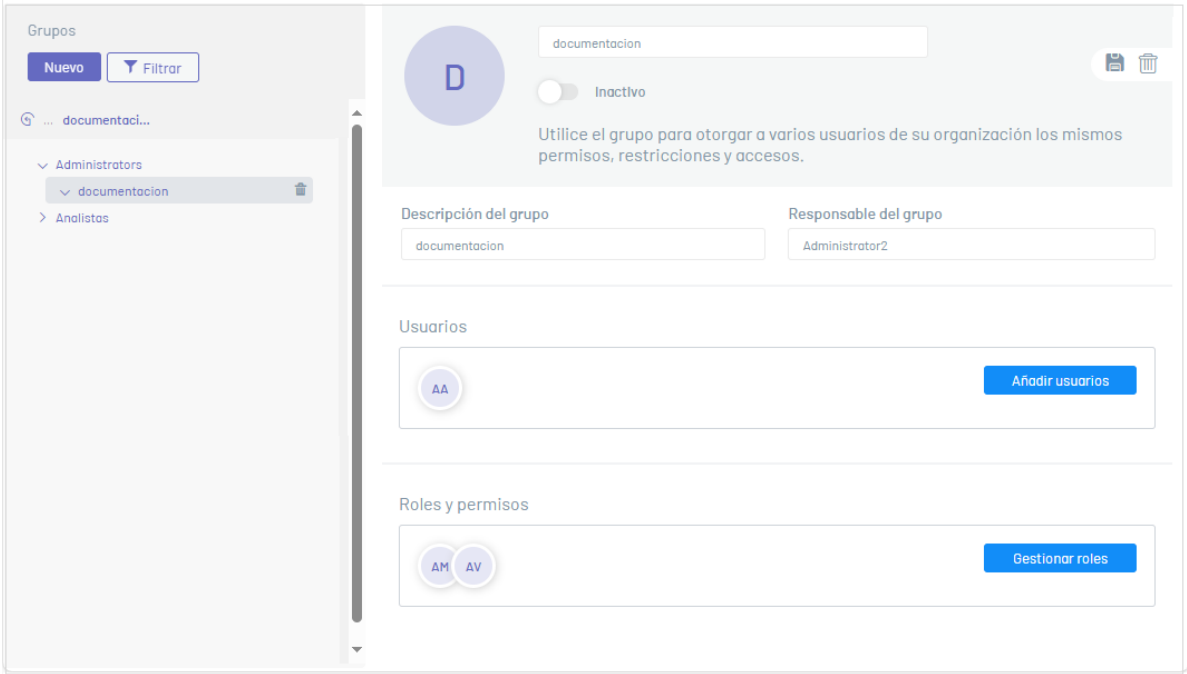 Grupos
Nuevo
Filtrar
... documentaci...
Administrators
documentacion
Analistas
D
documentacion
Inactivo
Utilice el grupo para otorgar a varios usuarios de su organización los mismos
permisos, restricciones y accesos.
Descripción del grupo
Responsable del grupo
documentacion
Administrator2
Usuarios
AA
Añadir usuarios
Roles y permisos
AM
AV
Gestionar roles